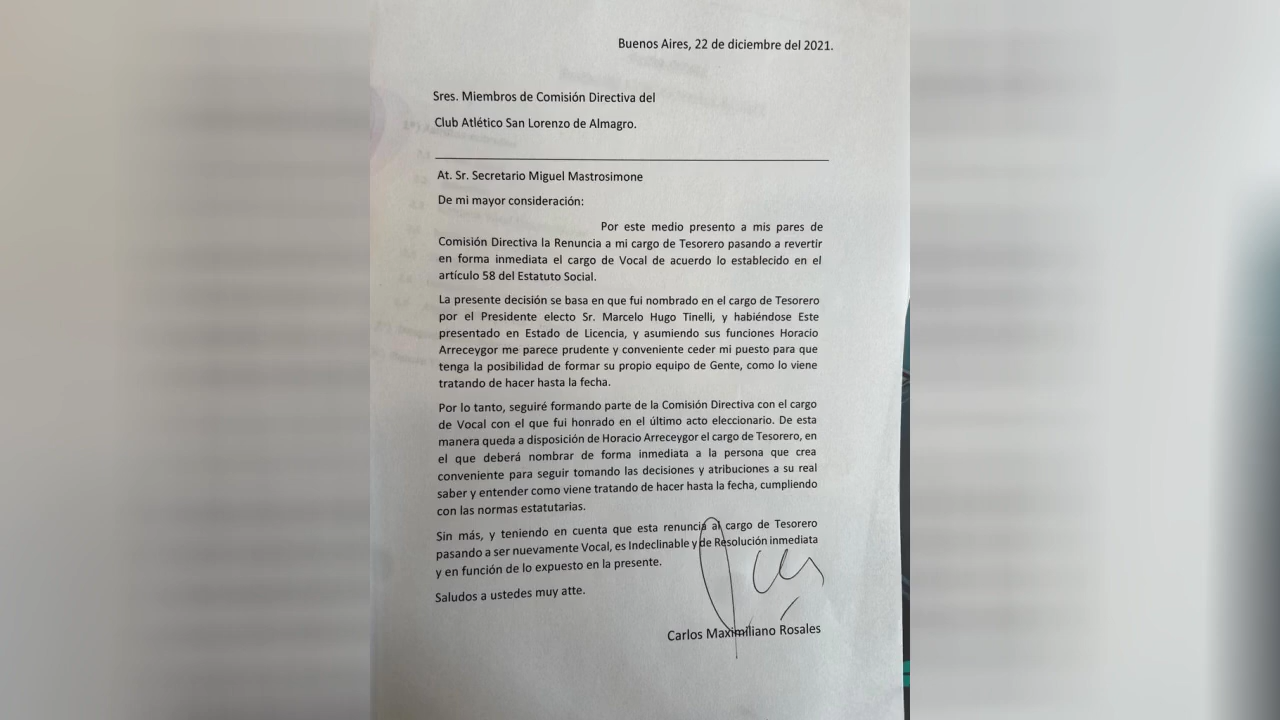 Buenos Aires, 22 de diciembre del 2021.
Sres. Miembros de Comisión Directiva del
Club Atlético San Lorenzo de Almagro.
At. Sr. Secretario Miguel Mastrosimone
De mi mayor consideración:
Por este medio presento a mis pares de
Comisión Directiva la Renuncia a mi cargo de Tesorero pasando a revertir
en forma inmediata el cargo de Vocal de acuerdo lo establecido en el
artículo 58 del Estatuto Social.
La presente decisión se basa en que fui nombrado en el cargo de Tesorero
por el Presidente electo Sr. Marcelo Hugo Tinelli, y habiéndose Este
presentado en Estado de Licencia, y asumiendo sus funciones Horacio
Arreceygor me parece prudente y conveniente ceder mi puesto para que
tenga la posibilidad de formar su propio equipo de Gente, como lo viene
tratando de hacer hasta la fecha.
Por lo tanto, seguiré formando parte de la Comisión Directiva con el cargo
de Vocal con el que fui honrado en el último acto eleccionario. De esta
manera queda a disposición de Horacio Arreceygor el cargo de Tesorero, en
el que deberá nombrar de forma inmediata a la persona que crea
conveniente para seguir tomando las decisiones y atribuciones a su real
saber y entender como viene tratando de hacer hasta la fecha, cumpliendo
con las normas estatutarias.
Sin más, y teniendo en cuenta que esta renuncia al cargo de Tesorero
pasando a ser nuevamente Vocal, es Indeclinable y de Resolución inmediata
y en función de lo expuesto en la presente.
Saludos a ustedes muy atte.
Carlos Maximiliano Rosales